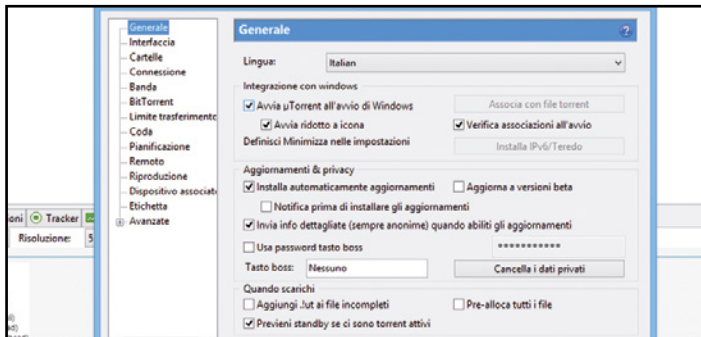 Generale
Interfaccia
Cartelle
Connessione
Banda
BitTorrent
Limite trasferimento
Coda
Pianificazione
Remoto
Riproduzione
Dispositivo associat
Etichetta
Avanzate
Generale
Lingua: Italian
Integrazione con windows
Avvia µTorrent all'avvio di Windows Associa con file torrent
Avvia ridotto a icona Verifica associazioni all'avvio
Definisci Minimizza nelle impostazioni Installa IPv6/Teredo
Aggiornamenti & privacy
Installa automaticamente aggiornamenti Aggiorna a versioni beta
Notifica prima di installare gli aggiornamenti
Invia info dettagliate (sempre anonime) quando abiliti gli aggiornamenti
Usa password tasto boss ***********
Tasto boss: Nessuno Cancella i dati privati
Quando scarichi
Aggiungi .!ut ai file incompleti Pre-alloca tutti i file
Previeni standby se ci sono torrent attivi
oni Tracker
Risoluzione: 5